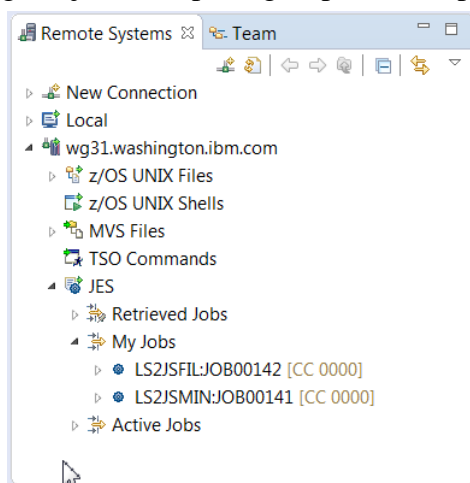 Remote Systems Team
New Connection
Local
wg31.washington.ibm.com
z/OS UNIX Files
z/OS UNIX Shells
MVS Files
TSO Commands
JES
Retrieved Jobs
My Jobs
LS2JSFIL:JOB00142 [CC 0000]
LS2JSMIN:JOB00141 [CC 0000]
Active Jobs